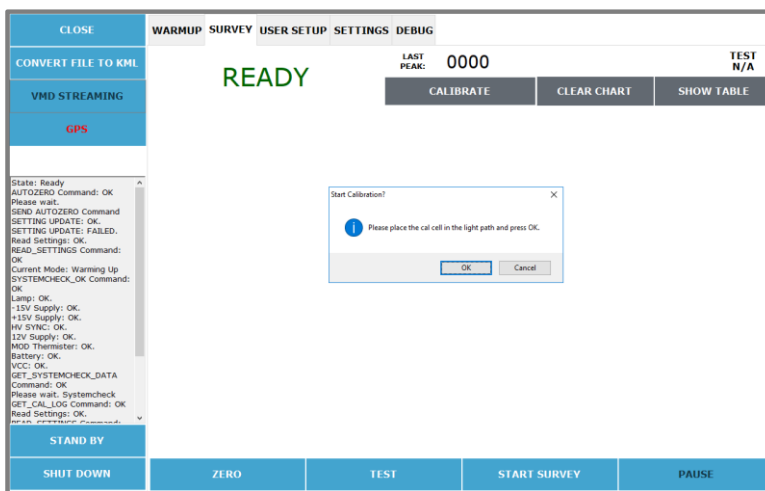 CLOSE
WARMUP SURVEY USER SETUP SETTINGS DEBUG
CONVERT FILE TO KML
VMD STREAMING
GPS
READY
LAST
PEAK:
0000
TEST
N/A
CALIBRATE
CLEAR CHART
SHOW TABLE
State: Ready
AUTOZERO Command: OK
Please wait.
SEND AUTOZERO Command
SETTING UPDATE: OK.
SETTING UPDATE: FAILED.
Read Settings: OK.
READ_SETTINGS Command:
OK
Current Mode: Warming Up
SYSTEMCHECK_OK Command:
OK
Lamp: OK.
-15V Supply: OK.
+15V Supply: OK.
HV SYNC: OK.
12V Supply: OK.
MOD Thermister: OK.
Battery: OK.
VCC: OK.
GET_SYSTEMCHECK_DATA
Command: OK
Please wait. Systemcheck
GET_CAL_LOG Command: OK
Read Settings: OK.
READ_SETTINGS Command:
Start Calibration?
Please place the cal cell in the light path and press OK.
OK
Cancel
STAND BY
SHUT DOWN
ZERO
TEST
START SURVEY
PAUSE